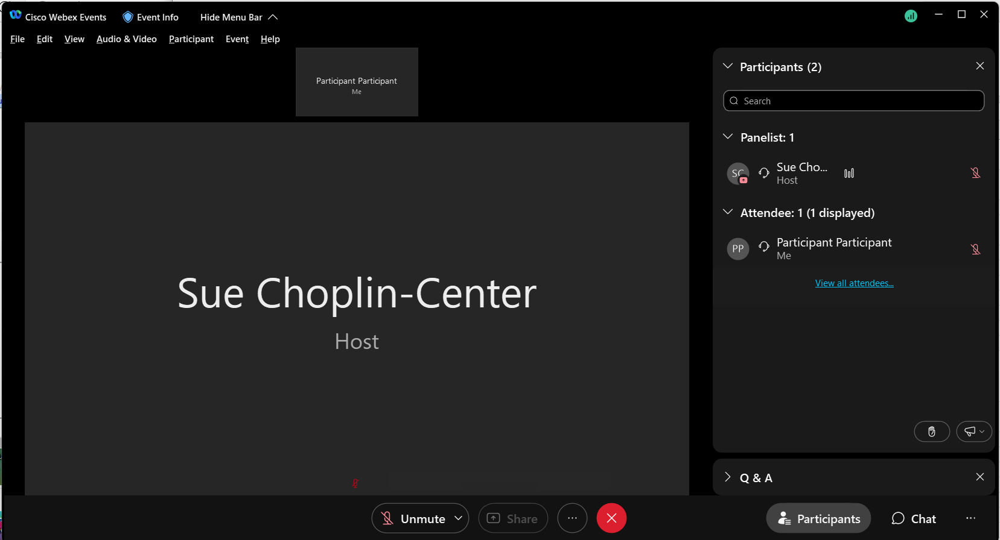 Cisco Webex Events Event Info Hide Menu Bar
File Edit View Audio & Video Participant Event Help
Participant Participant
Me
Sue Choplin-Center
Host
Participants (2)
Search
Panelist: 1
SC Sue Cho...
Host
Attendee: 1 (1 displayed)
PP Participant Participant
Me
View all attendees...
Q & A
Unmute Share Participants Chat